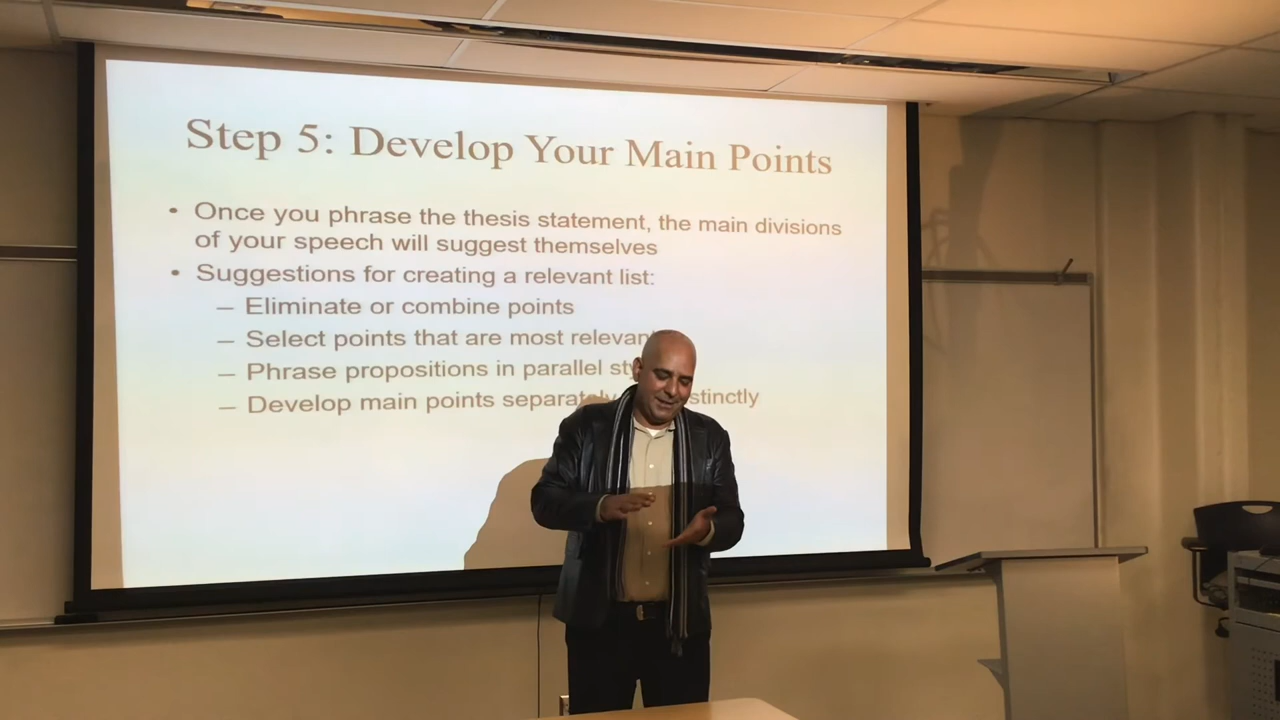 Step 5: Develop Your Main Points
• Once you phrase the thesis statement, the main divisions
of your speech will suggest themselves
• Suggestions for creating a relevant list:
– Eliminate or combine points
– Select points that are most relevant
– Phrase propositions in parallel
– Develop main points